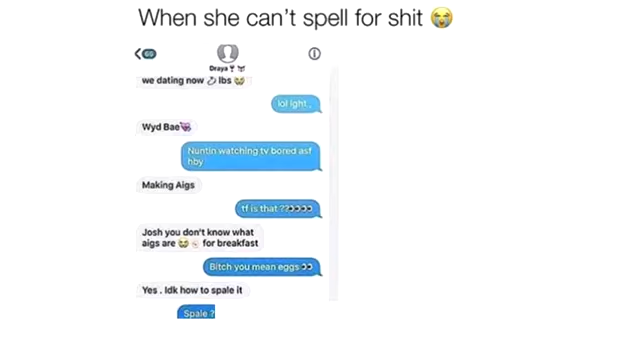 When she can't spell for shit 😭
69
Draya
we dating now 💍 lbs 😂
lol ight .
Wyd Bae
Nuntin watching tv bored asf
hby
Making Aigs
tf is that ??👀👀
Josh you don't know what
aigs are 😂 for breakfast
Bitch you mean eggs 👀
Yes . Idk how to spale it
Spale ?